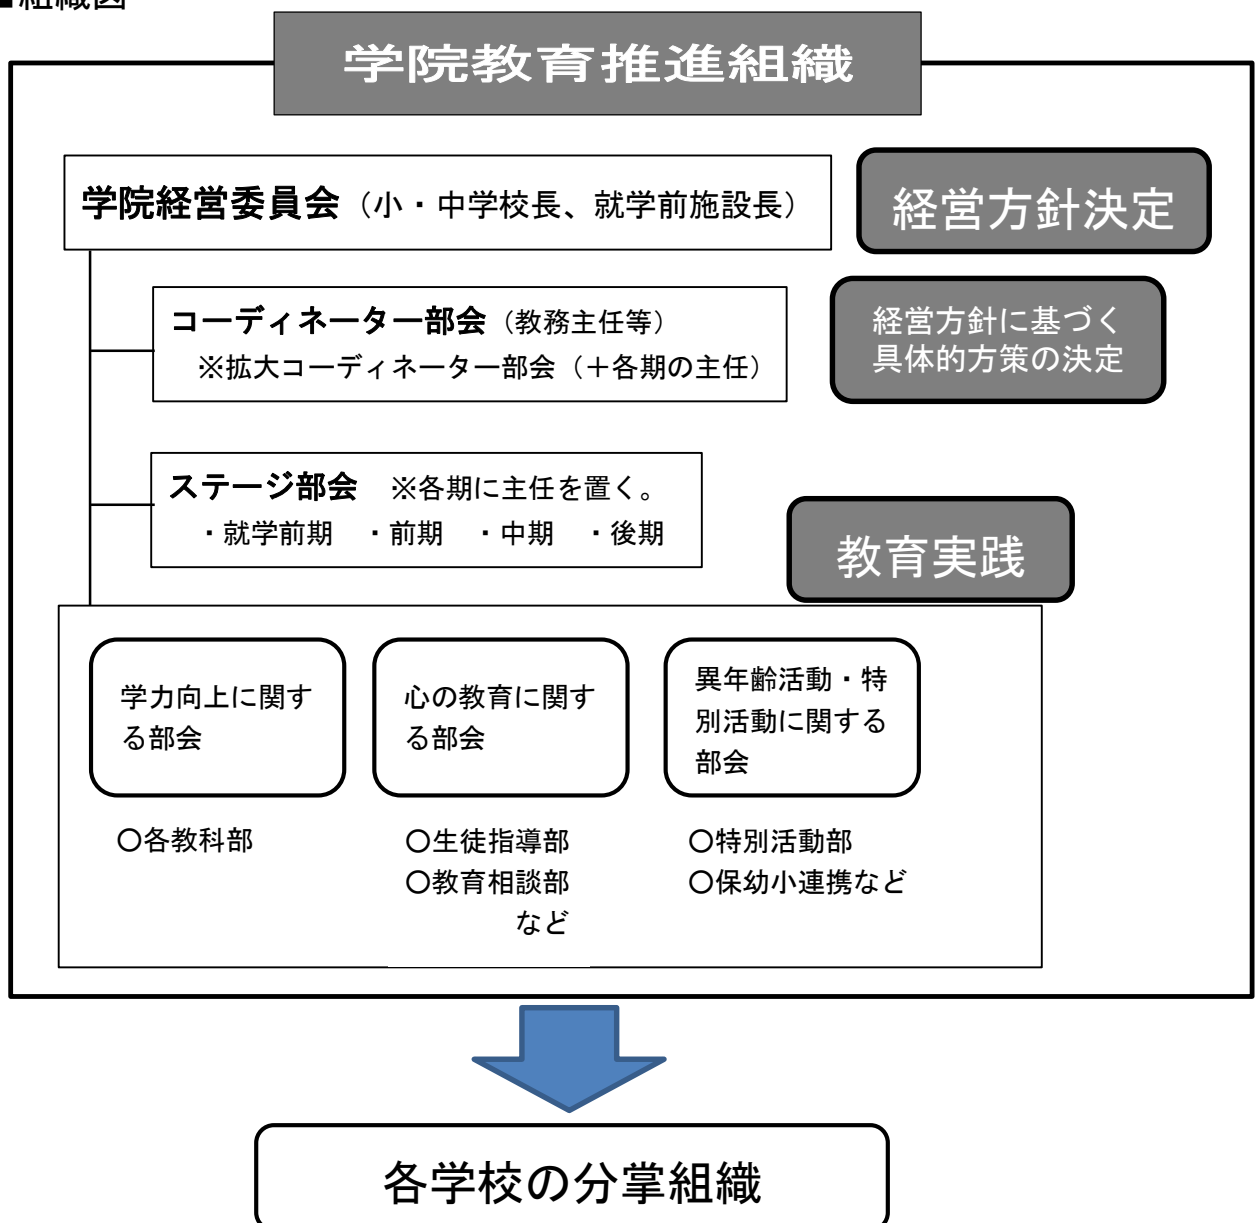 ■組織図
学院教育推進組織
学院経営委員会（小・中学校長、就学前施設長）
経営方針決定
コーディネーター部会（教務主任等）
※拡大コーディネーター部会（＋各期の主任）
経営方針に基づく
具体的方策の決定
ステージ部会　※各期に主任を置く。
・就学前期　・前期　・中期　・後期
教育実践
学力向上に関す
る部会
心の教育に関す
る部会
異年齢活動・特
別活動に関する
部会
〇各教科部
〇生徒指導部
〇教育相談部
など
〇特別活動部
〇保幼小連携など
各学校の分掌組織